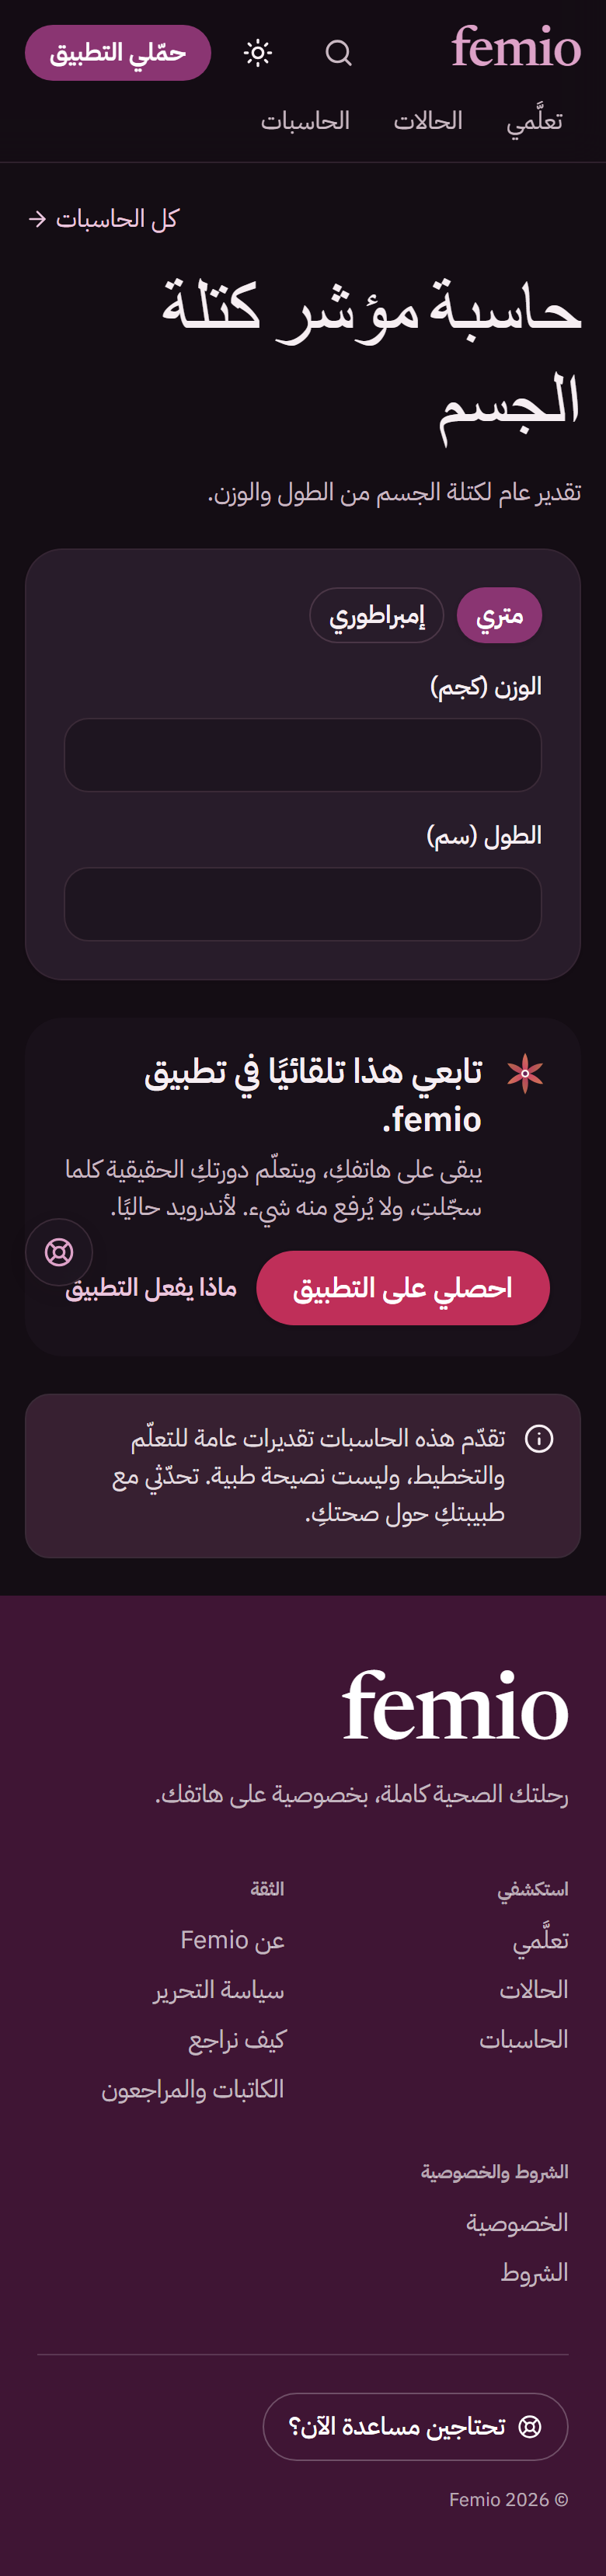 femio
حمّلي التطبيق
تعلَّمي
الحالات
الحاسبات
كل الحاسبات
حاسبة مؤشر كتلة
الجسم
تقدير عام لكتلة الجسم من الطول والوزن.
متري
إمبراطوري
الوزن (كجم)
الطول (سم)
تابعي هذا تلقائيًا في تطبيق
femio.
يبقى على هاتفكِ، ويتعلّم دورتكِ الحقيقية كلما
سجّلتِ، ولا يُرفع منه شيء. لأندرويد حاليًا.
احصلي على التطبيق
ماذا يفعل التطبيق
تقدّم هذه الحاسبات تقديرات عامة للتعلّم
والتخطيط، وليست نصيحة طبية. تحدّثي مع
طبيبتكِ حول صحتكِ.
femio
رحلتك الصحية كاملة، بخصوصية على هاتفك.
استكشفي
تعلَّمي
الحالات
الحاسبات
الثقة
عن Femio
سياسة التحرير
كيف نراجع
الكاتبات والمراجعون
الشروط والخصوصية
الخصوصية
الشروط
تحتاجين مساعدة الآن؟
© 2026 Femio